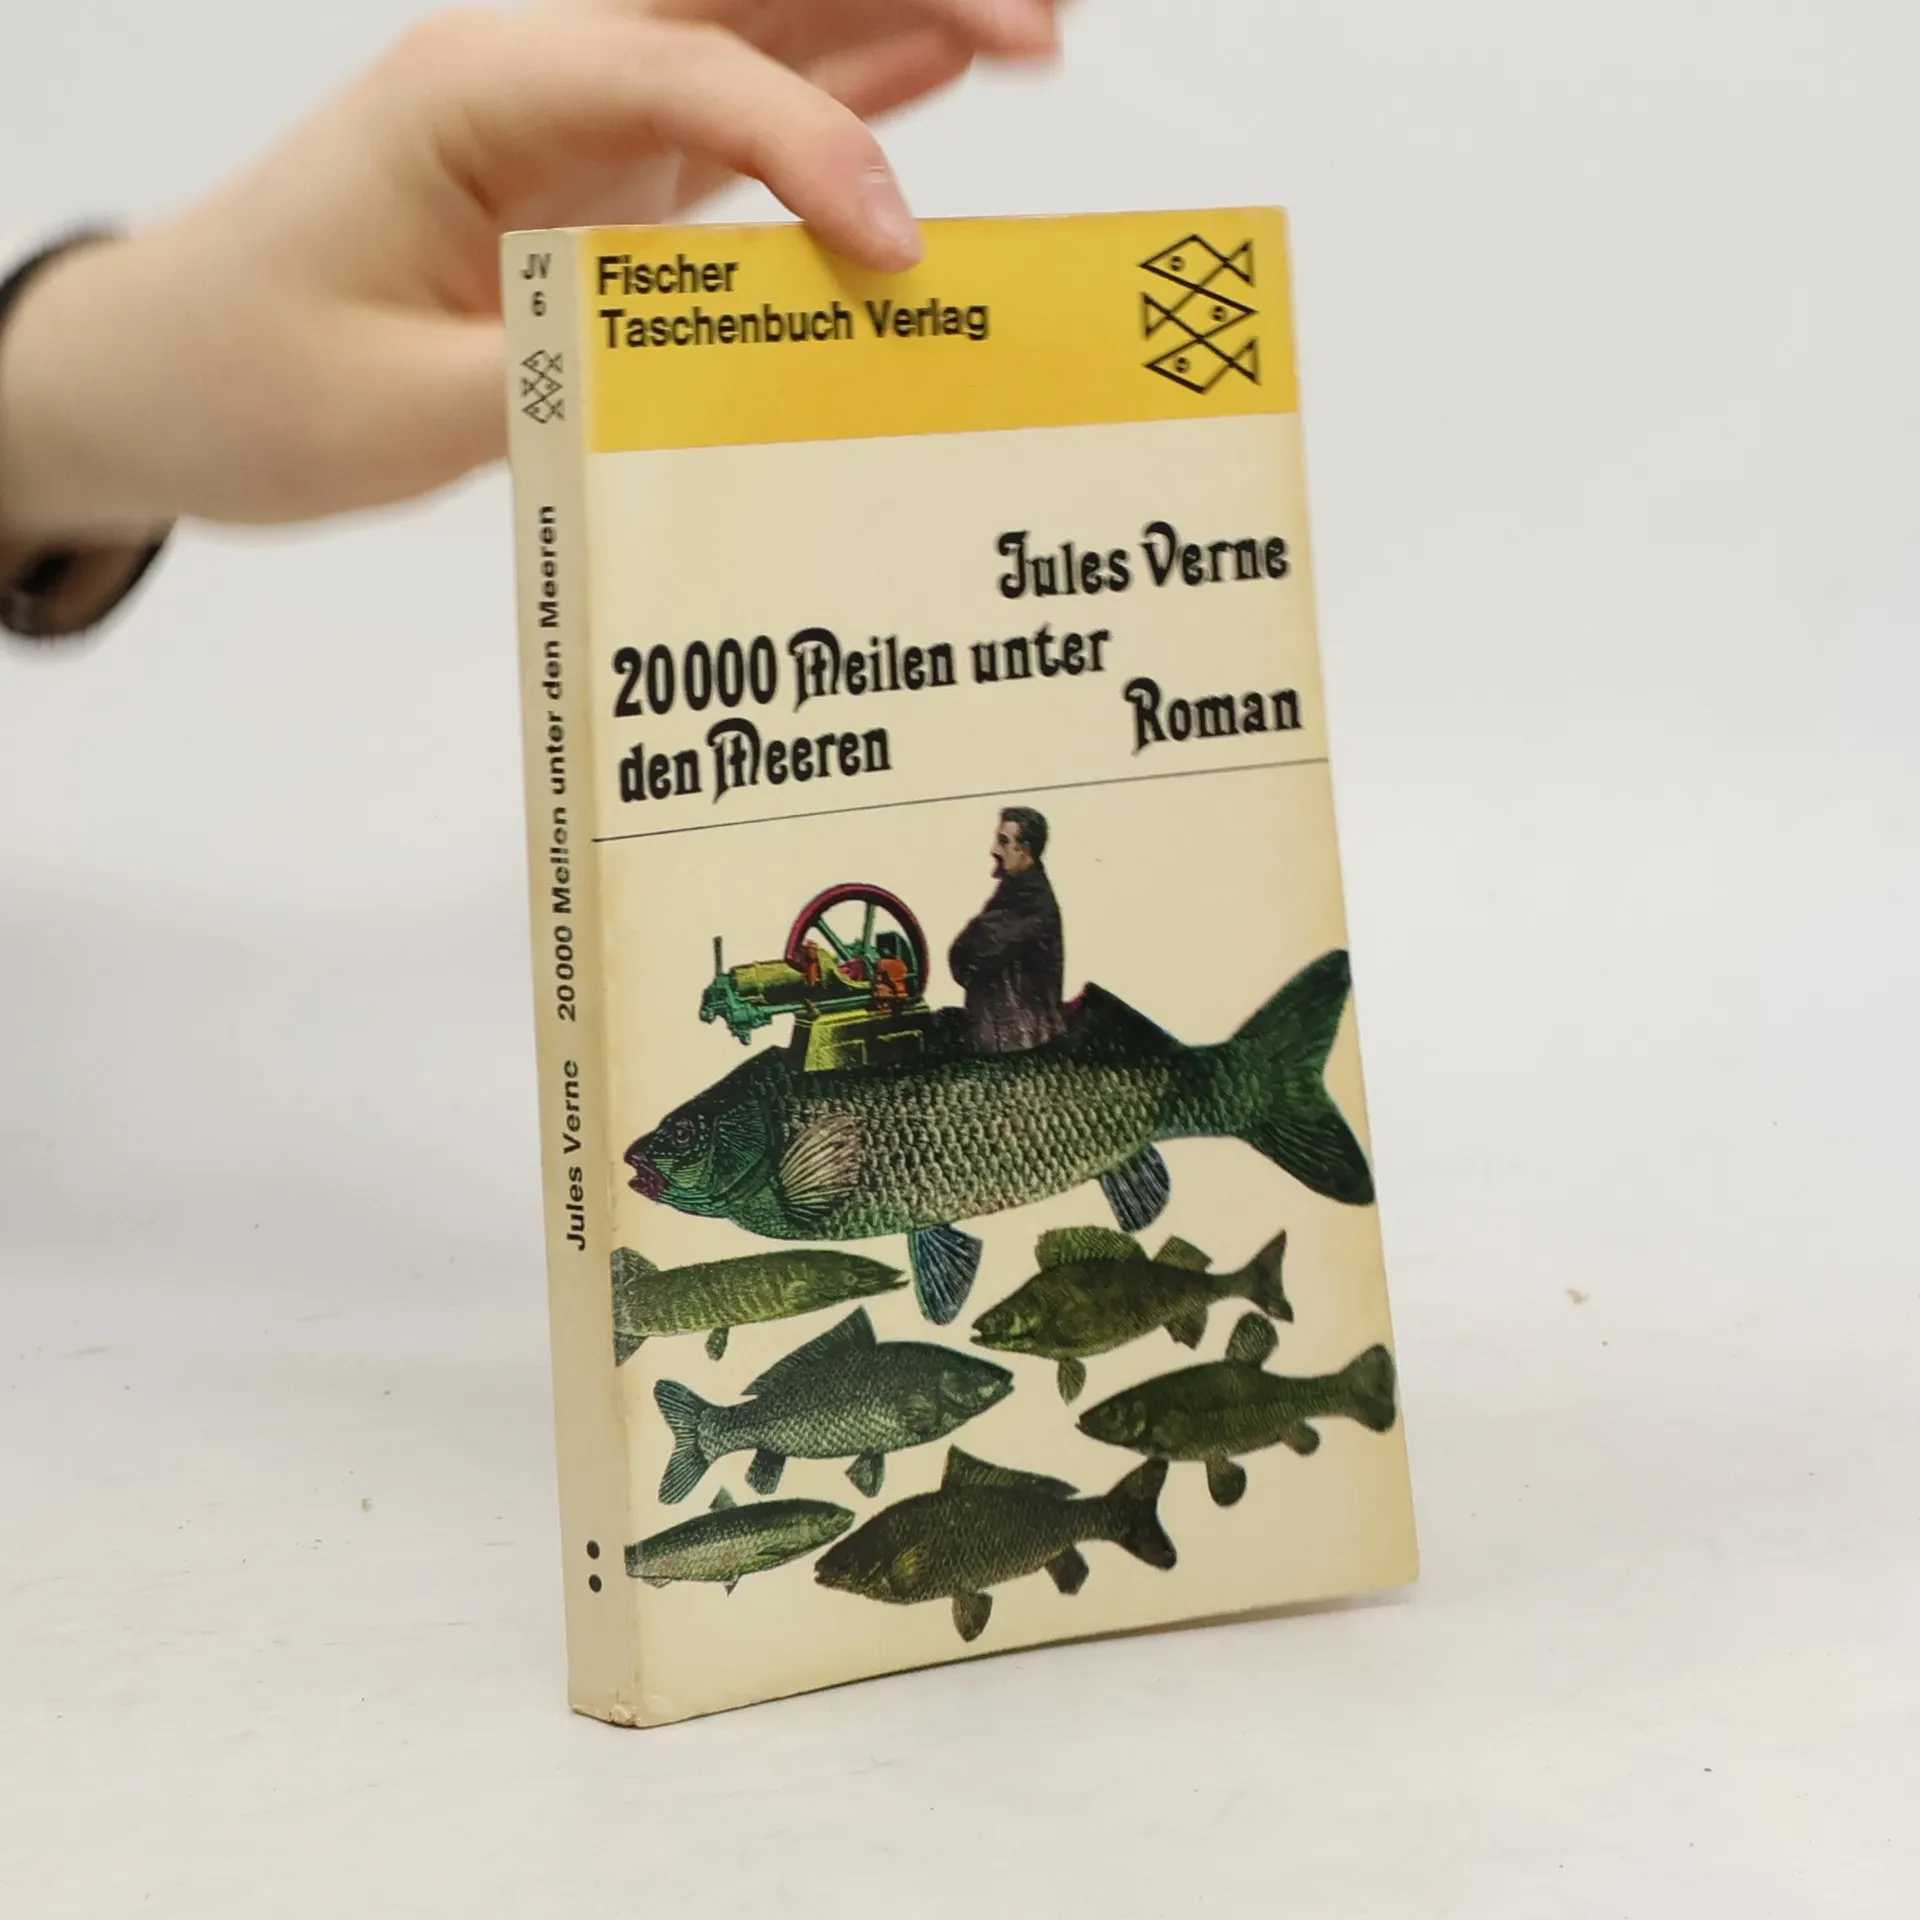 JV
6
Jules Verne 20000 Meilen unter den Meeren
Fischer
Taschenbuch Verlag
Jules Verne
20000 Meilen unter
den Meeren
Roman